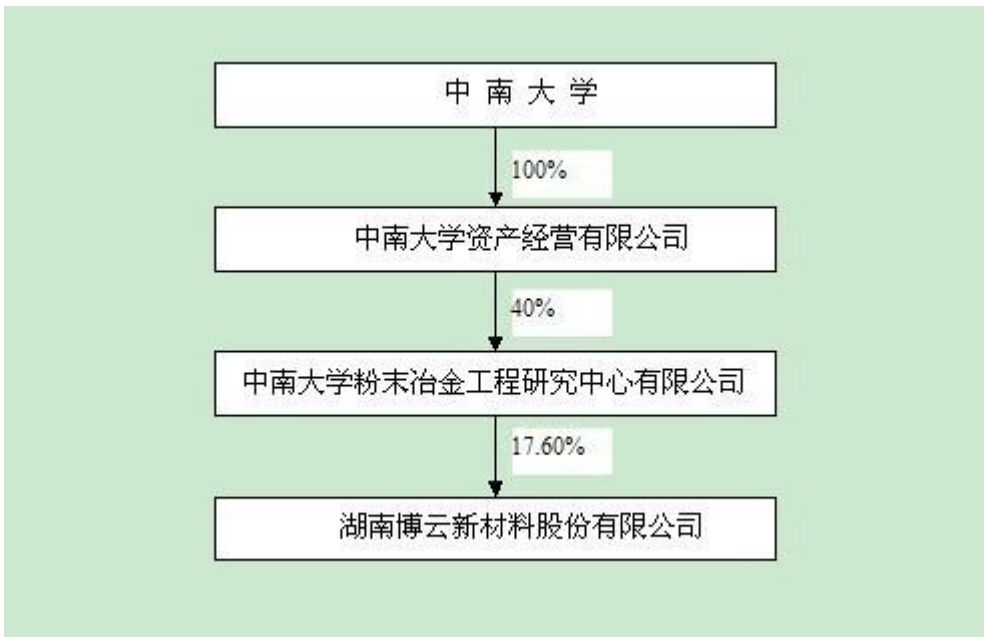 中南大学
100%
中南大学资产经营有限公司
40%
中南大学粉末冶金工程研究中心有限公司
17.60%
湖南博云新材料股份有限公司